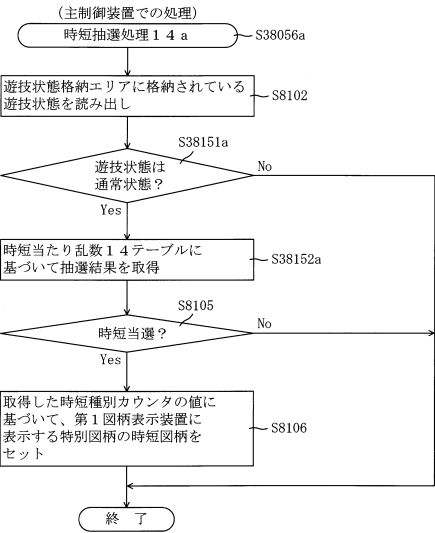 （主制御装置での処理）
時短抽選処理１４ａ
S38056a
遊技状態格納エリアに格納されている
遊技状態を読み出し
S8102
S38151a
遊技状態は
通常状態？
No
Yes
時短当たり乱数１４テーブルに
基づいて抽選結果を取得
S38152a
S8105
時短当選？
No
Yes
取得した時短種別カウンタの値に
基づいて、第１図柄表示装置に
表示する特別図柄の時短図柄を
セット
S8106
終　了